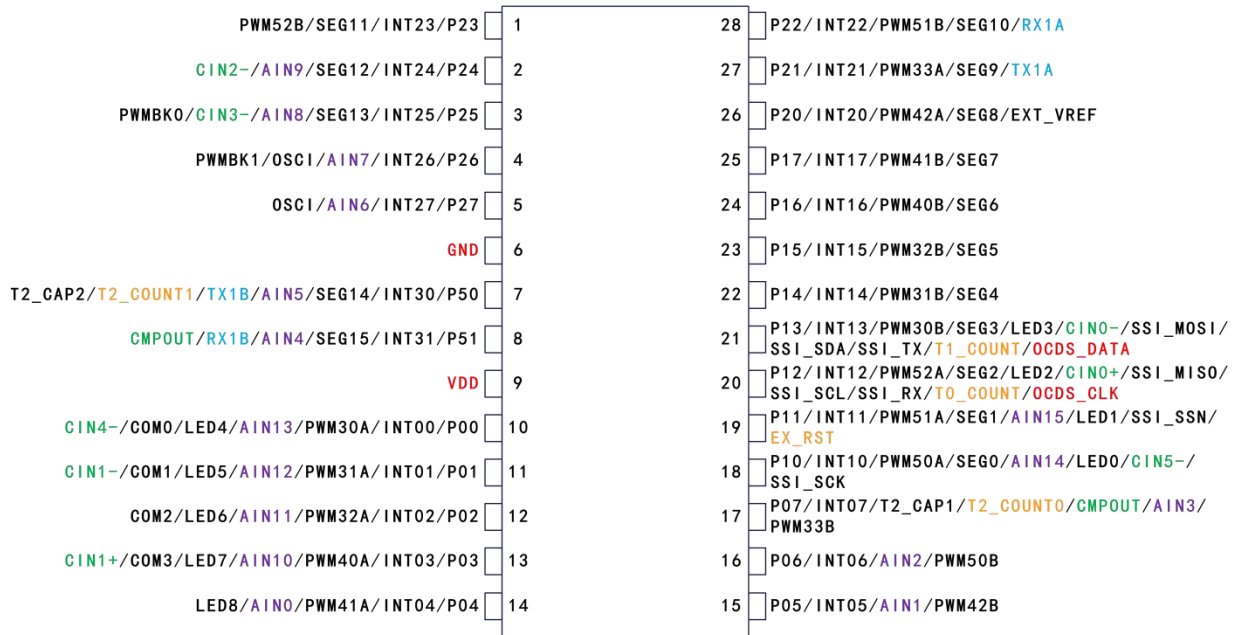 PWM52B/SEG11/INT23/P23 1
CIN2-/AIN9/SEG12/INT24/P24 2
PWMBK0/CIN3-/AIN8/SEG13/INT25/P25 3
PWMBK1/OSCI/AIN7/INT26/P26 4
OSCI/AIN6/INT27/P27 5
GND 6
T2_CAP2/T2_COUNT1/TX1B/AIN5/SEG14/INT30/P50 7
CMPOUT/RX1B/AIN4/SEG15/INT31/P51 8
VDD 9
CIN4-/COM0/LED4/AIN13/PWM30A/INT00/P00 10
CIN1-/COM1/LED5/AIN12/PWM31A/INT01/P01 11
COM2/LED6/AIN11/PWM32A/INT02/P02 12
CIN1+/COM3/LED7/AIN10/PWM40A/INT03/P03 13
LED8/AIN0/PWM41A/INT04/P04 14
28 P22/INT22/PWM51B/SEG10/RX1A
27 P21/INT21/PWM33A/SEG9/TX1A
26 P20/INT20/PWM42A/SEG8/EXT_VREF
25 P17/INT17/PWM41B/SEG7
24 P16/INT16/PWM40B/SEG6
23 P15/INT15/PWM32B/SEG5
22 P14/INT14/PWM31B/SEG4
21 P13/INT13/PWM30B/SEG3/LED3/CIN0-/SSI_MOSI/
SSI_SDA/SSI_TX/T1_COUNT/OCDS_DATA
20 P12/INT12/PWM52A/SEG2/LED2/CIN0+/SSI_MISO/
SSI_SCL/SSI_RX/T0_COUNT/OCDS_CLK
19 P11/INT11/PWM51A/SEG1/AIN15/LED1/SSI_SSN/
EX_RST
18 P10/INT10/PWM50A/SEG0/AIN14/LED0/CIN5-/
SSI_SCK
17 P07/INT07/T2_CAP1/T2_COUNT0/CMPOUT/AIN3/
PWM33B
16 P06/INT06/AIN2/PWM50B
15 P05/INT05/AIN1/PWM42B